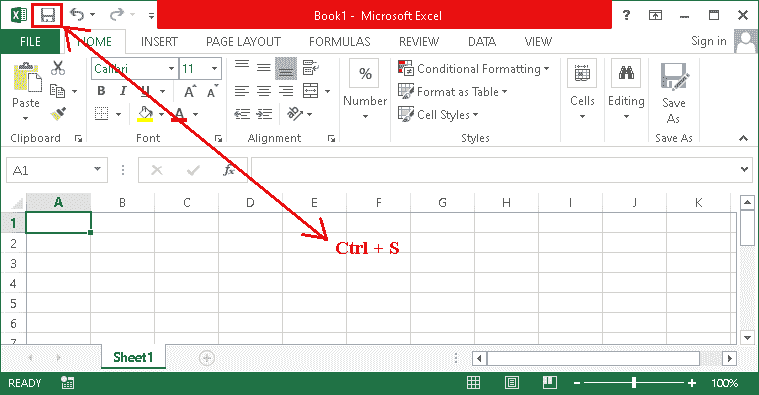 Book1 - Microsoft Excel
?
FILE HOME INSERT PAGE LAYOUT FORMULAS REVIEW DATA VIEW Sign in
Calibri 11 % Conditional Formatting
Format as Table
Paste B I U A A Number Cell Styles Cells Editing Save As
A
Clipboard Font Alignment Styles Save As
A1 fx
A B C D E F G H I J K
1
2
Ctrl + S
3
4
5
6
7
Sheet1
READY 100%